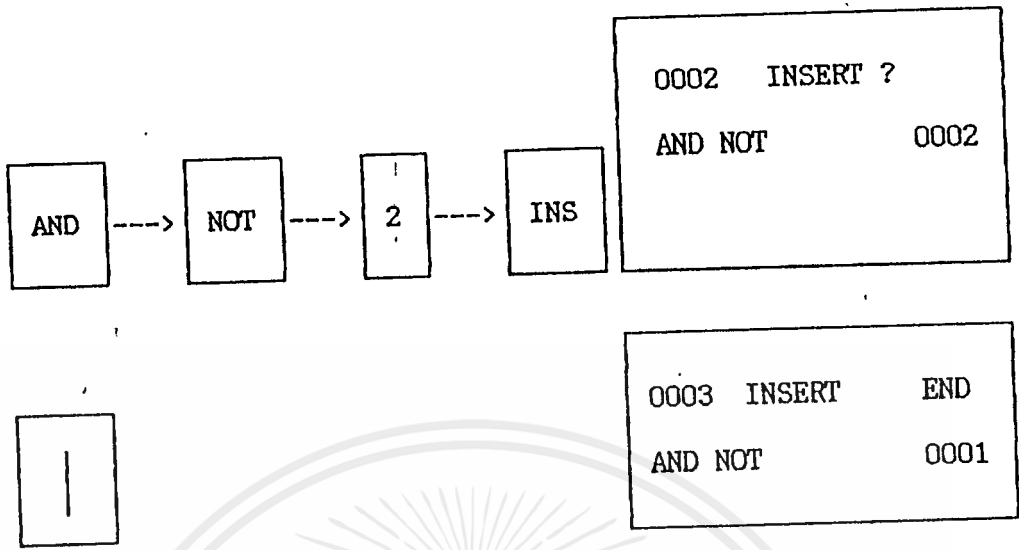 0002 INSERT ?
AND NOT 0002
AND ---> NOT ---> 2 ---> INS
0003 INSERT END
AND NOT 0001